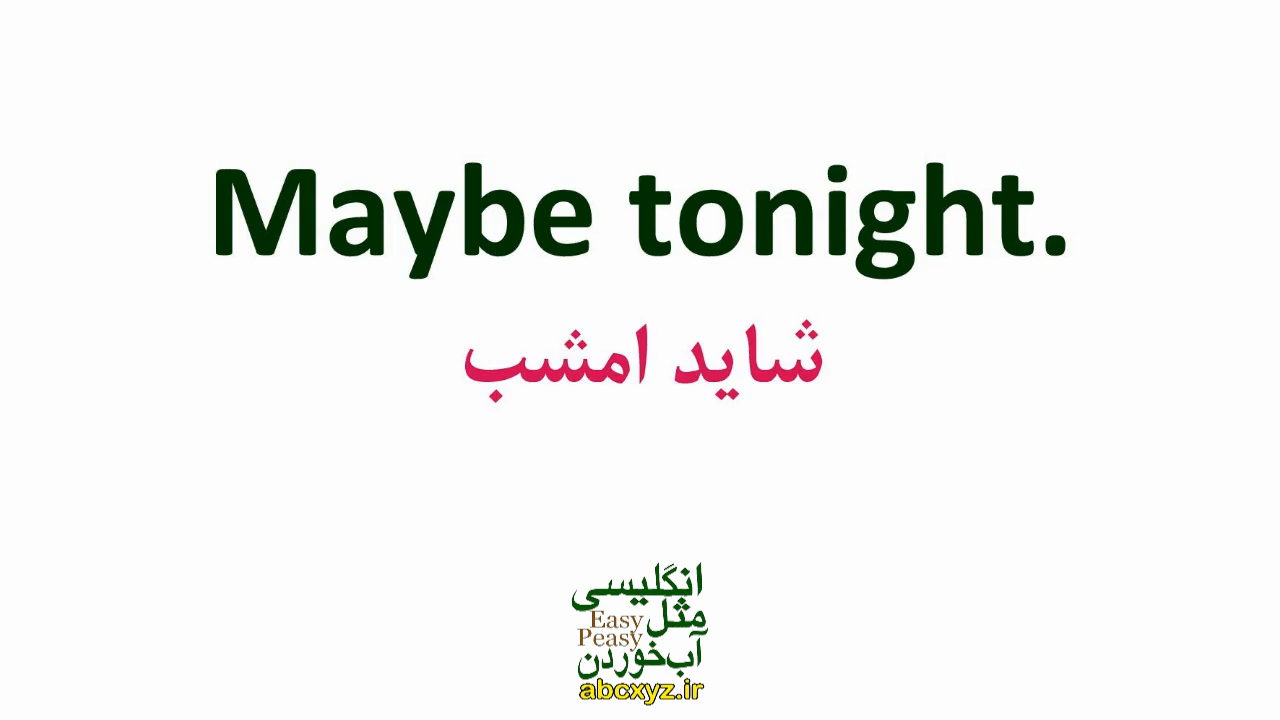 Maybe tonight.
شاید امشب
انگلیسی
مثل
Easy
Peasy
آب‌خوردن
abcxyz.ir